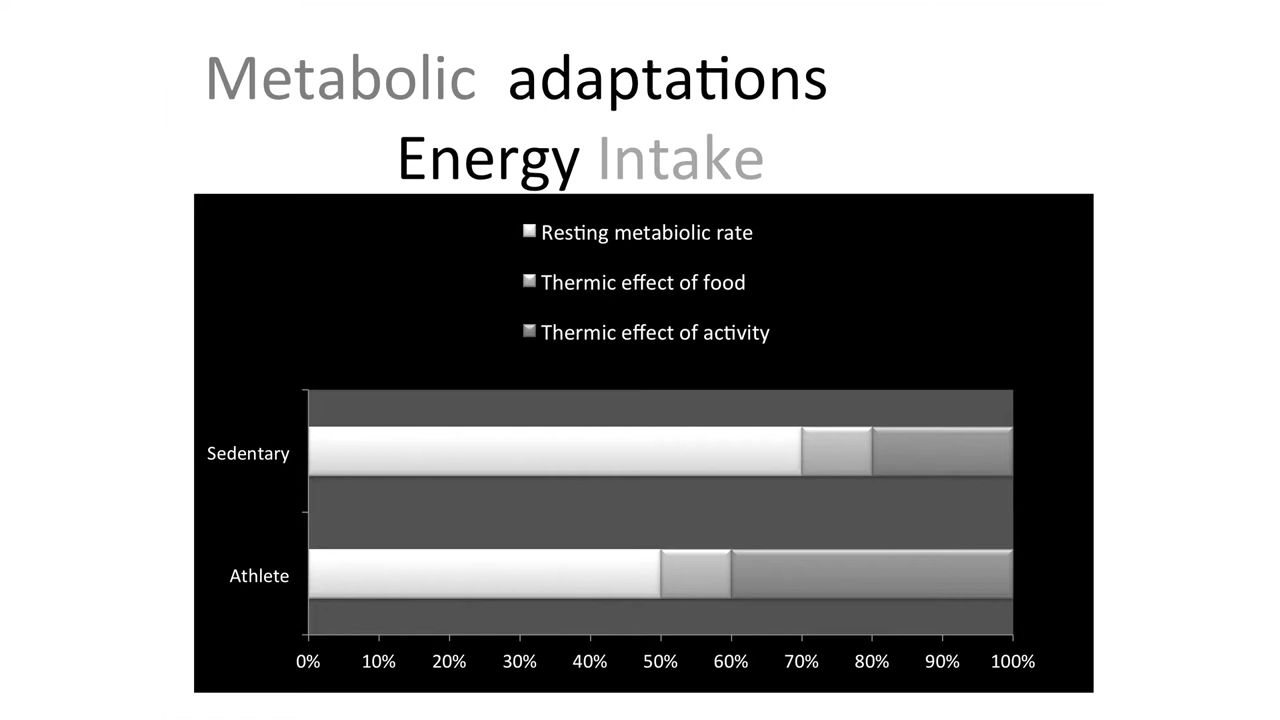 Metabolic adaptations
Energy Intake
Resting metabiolic rate
Thermic effect of food
Thermic effect of activity
Sedentary
Athlete
0% 10% 20% 30% 40% 50% 60% 70% 80% 90% 100%